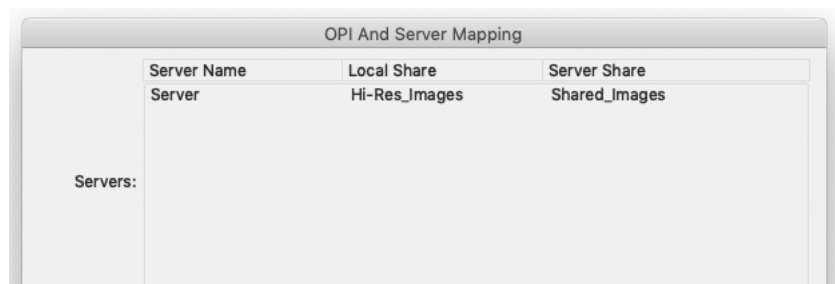 OPI And Server Mapping
Server Name Local Share Server Share
Server Hi-Res_Images Shared_Images
Servers: